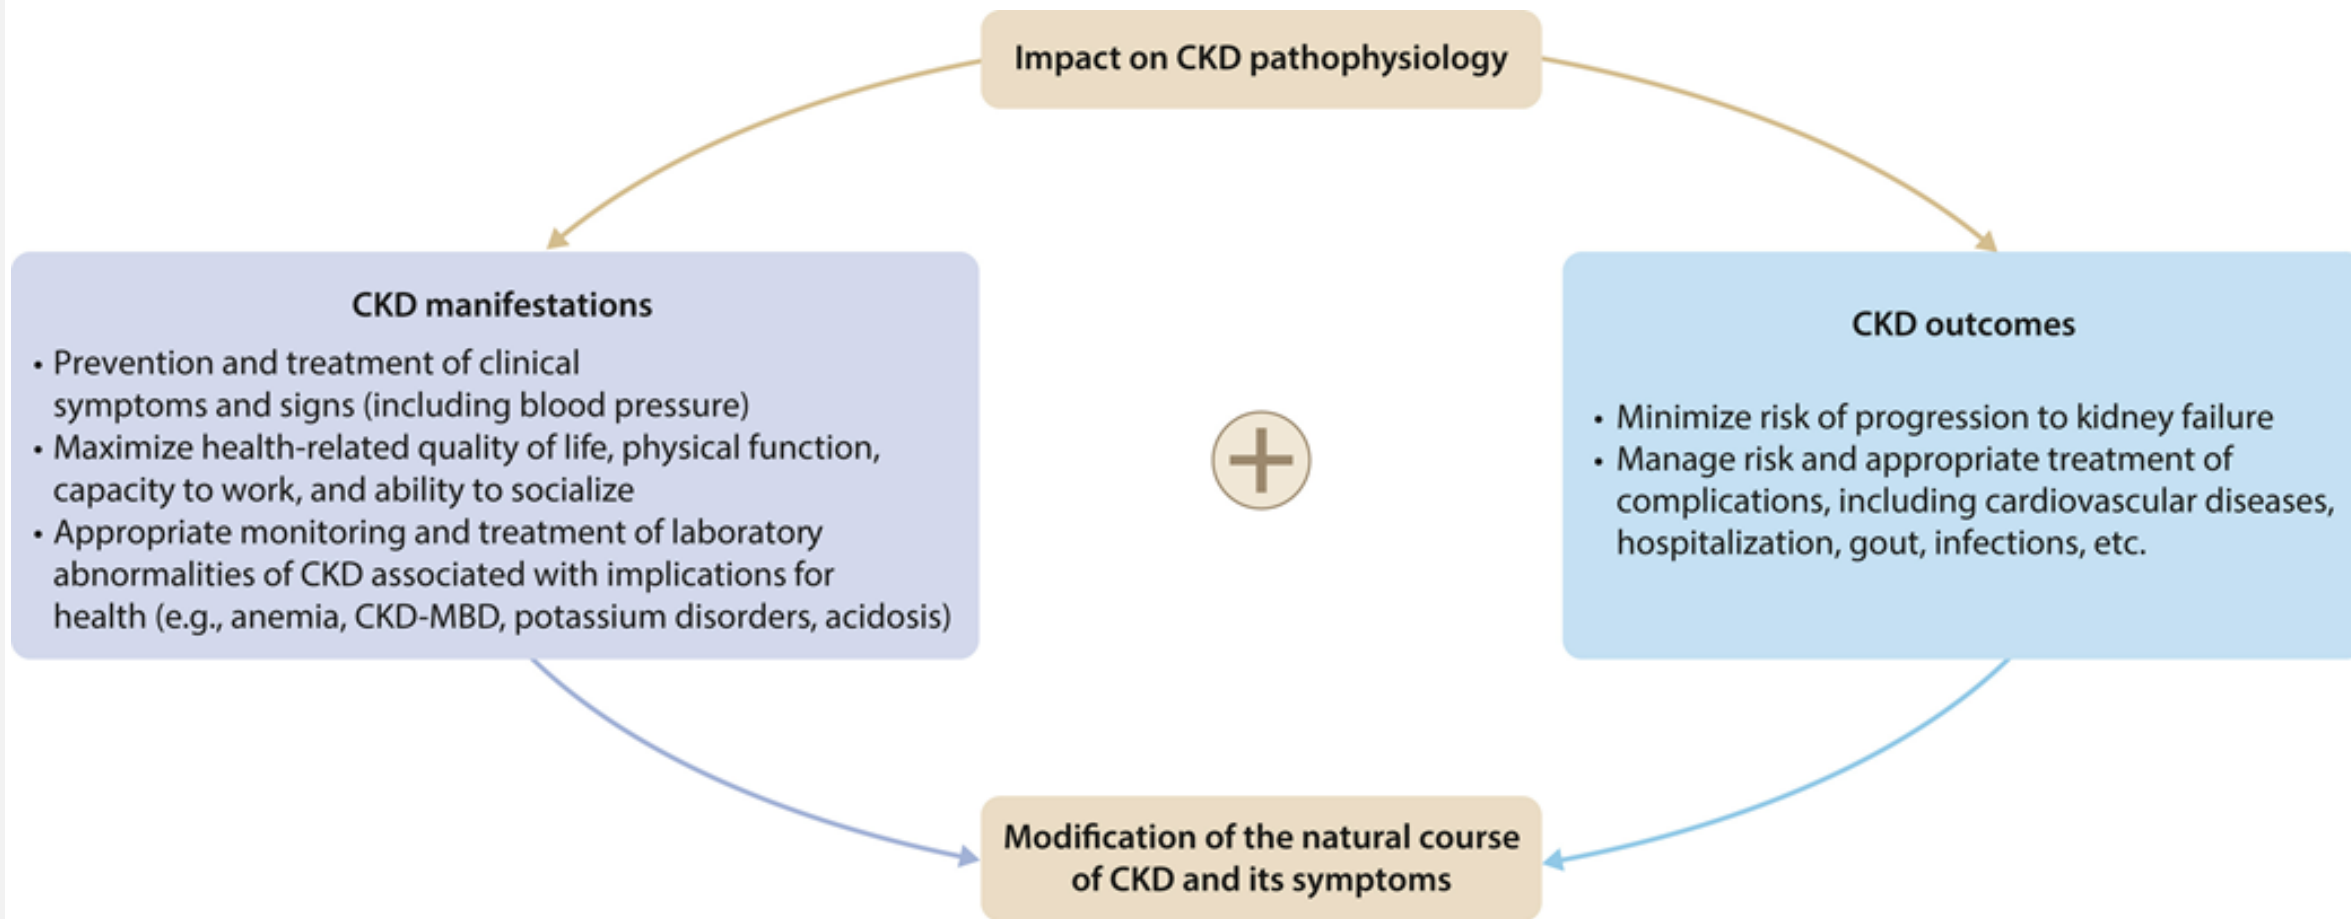 Impact on CKD pathophysiology
CKD manifestations
• Prevention and treatment of clinical
symptoms and signs (including blood pressure)
• Maximize health-related quality of life, physical function,
capacity to work, and ability to socialize
• Appropriate monitoring and treatment of laboratory
abnormalities of CKD associated with implications for
health (e.g., anemia, CKD-MBD, potassium disorders, acidosis)
CKD outcomes
• Minimize risk of progression to kidney failure
• Manage risk and appropriate treatment of
complications, including cardiovascular diseases,
hospitalization, gout, infections, etc.
Modification of the natural course
of CKD and its symptoms